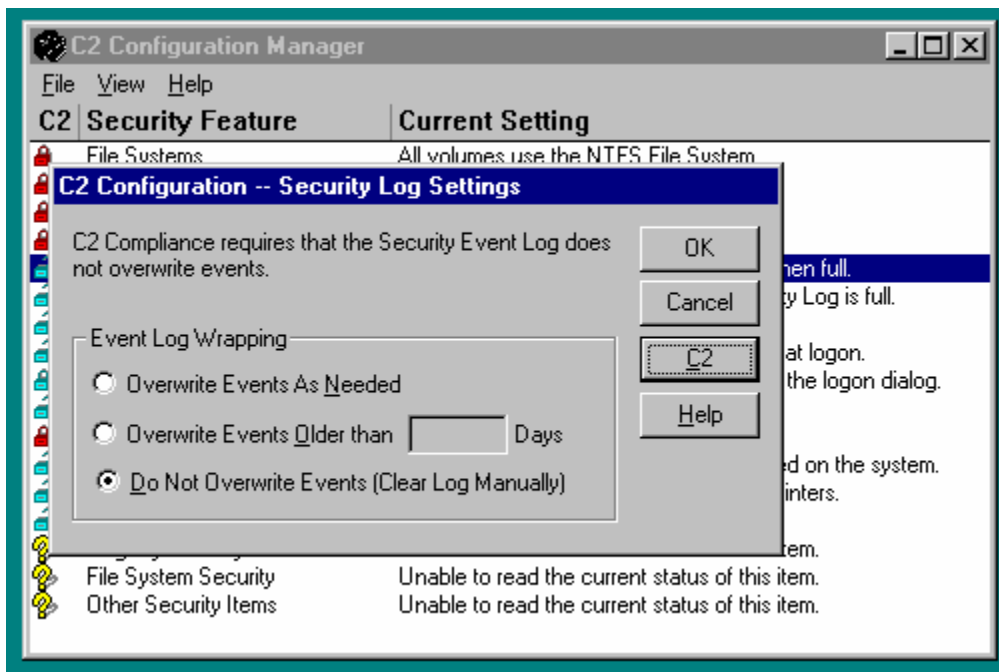 C2 Configuration Manager
File View Help
C2 Security Feature Current Setting
File Systems All volumes use the NTFS File System
C2 Configuration -- Security Log Settings
C2 Compliance requires that the Security Event Log does
not overwrite events.
OK
Cancel
C2
Help
Event Log Wrapping
Overwrite Events As Needed
Overwrite Events Older than Days
Do Not Overwrite Events (Clear Log Manually)
full.
Log is full.
at logon.
the logon dialog.
on the system.
File System Security Unable to read the current status of this item.
Other Security Items Unable to read the current status of this item.